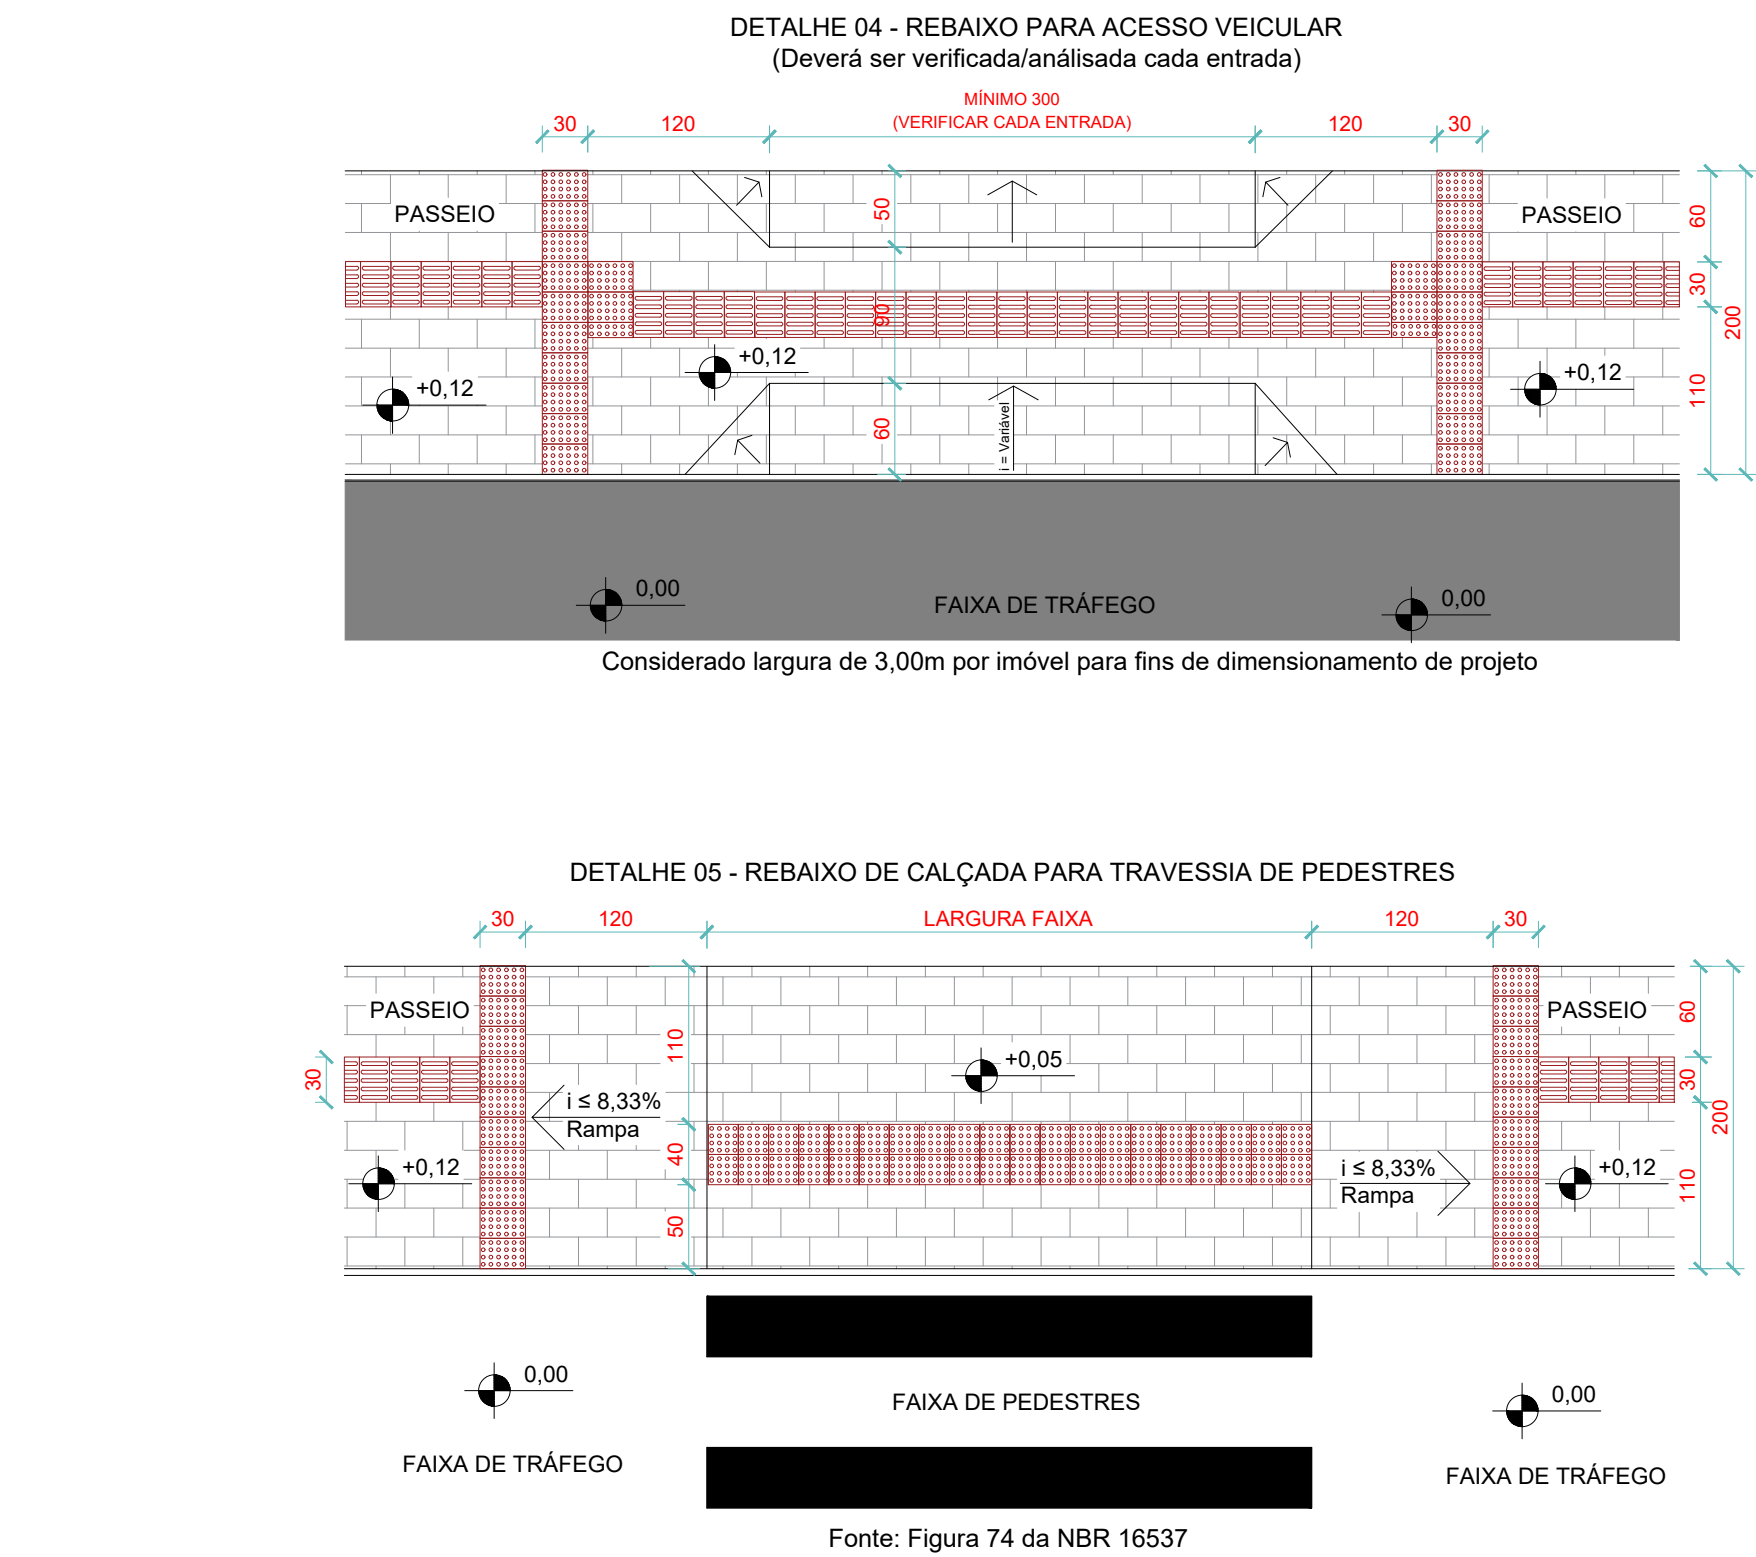 DETALHE 04 - REBAIXO PARA ACESSO VEICULAR
(Deverá ser verificada/análisada cada entrada)
MÍNIMO 300
(VERIFICAR CADA ENTRADA)
30
120
120
30
PASSEIO
50
PASSEIO
60
30
90
200
+0,12
+0,12
+0,12
110
60
i = Variável
0,00
FAIXA DE TRÁFEGO
0,00
Considerado largura de 3,00m por imóvel para fins de dimensionamento de projeto
DETALHE 05 - REBAIXO DE CALÇADA PARA TRAVESSIA DE PEDESTRES
30
120
LARGURA FAIXA
120
30
PASSEIO
PASSEIO
60
110
+0,05
30
30
i ≤ 8,33%
Rampa
200
40
+0,12
i ≤ 8,33%
Rampa
+0,12
110
50
0,00
FAIXA DE PEDESTRES
0,00
FAIXA DE TRÁFEGO
FAIXA DE TRÁFEGO
Fonte: Figura 74 da NBR 16537